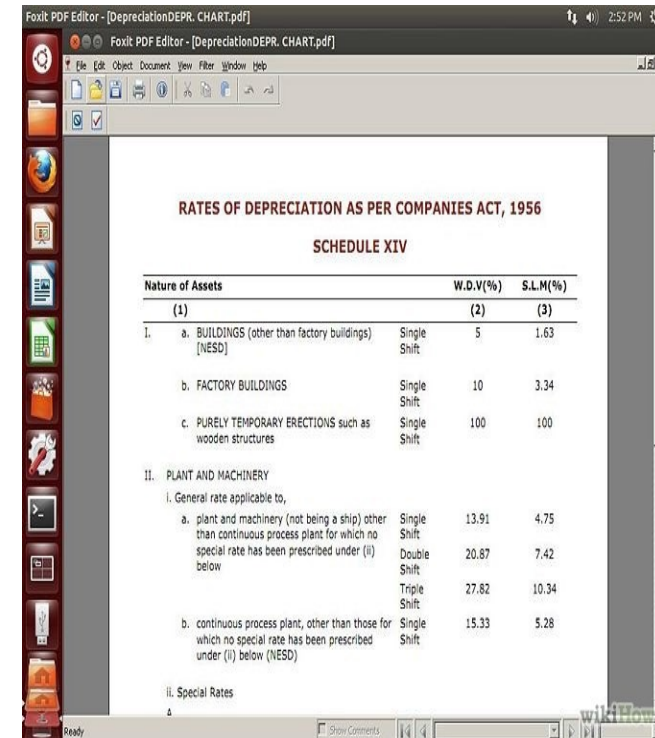 Foxit PDF Editor - [DepreciationDEPR. CHART.pdf]
2:52 PM
Foxit PDF Editor - [DepreciationDEPR. CHART.pdf]
File Edit Object Document View Filter Window Help
RATES OF DEPRECIATION AS PER COMPANIES ACT, 1956
SCHEDULE XIV
Nature of Assets W.D.V(%) S.L.M(%)
(1) (2) (3)
I. a. BUILDINGS (other than factory buildings) Single 5 1.63
[NESD] Shift
b. FACTORY BUILDINGS Single 10 3.34
Shift
c. PURELY TEMPORARY ERECTIONS such as Single 100 100
wooden structures Shift
II. PLANT AND MACHINERY
i. General rate applicable to,
a. plant and machinery (not being a ship) other Single 13.91 4.75
than continuous process plant for which no Shift
special rate has been prescribed under (ii) Double 20.87 7.42
below Shift
Triple 27.82 10.34
Shift
b. continuous process plant, other than those for Single 15.33 5.28
which no special rate has been prescribed Shift
under (ii) below (NESD)
ii. Special Rates
A
Ready Show Comments
wikiHow